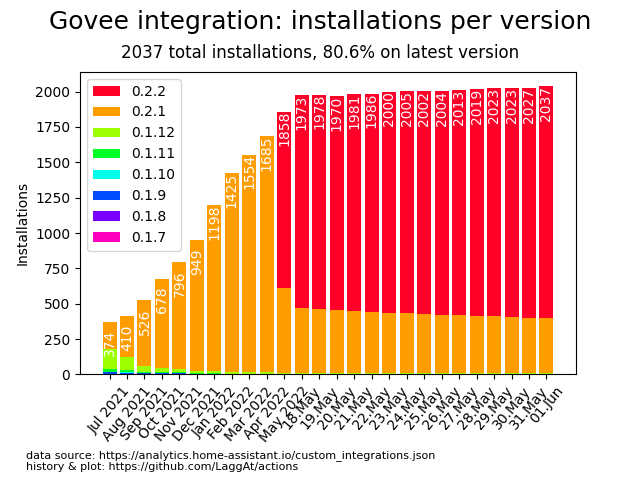 Govee integration: installations per version
2037 total installations, 80.6% on latest version
Installations
2000
1750
1500
1250
1000
750
500
250
0
0.2.2
0.2.1
0.1.12
0.1.11
0.1.10
0.1.9
0.1.8
0.1.7
374
410
526
678
796
949
1198
1425
1554
1685
1858
1973
1978
1970
1981
1986
2000
2005
2002
2004
2013
2019
2023
2023
2027
2037
Jul 2021
Aug 2021
Sep 2021
Oct 2021
Nov 2021
Dec 2021
Jan 2022
Feb 2022
Mar 2022
Apr 2022
May 2022
18.May
19.May
20.May
21.May
22.May
23.May
24.May
25.May
26.May
27.May
28.May
29.May
30.May
31.May
01.Jun
data source: https://analytics.home-assistant.io/custom_integrations.json
history & plot: https://github.com/LaggAt/actions